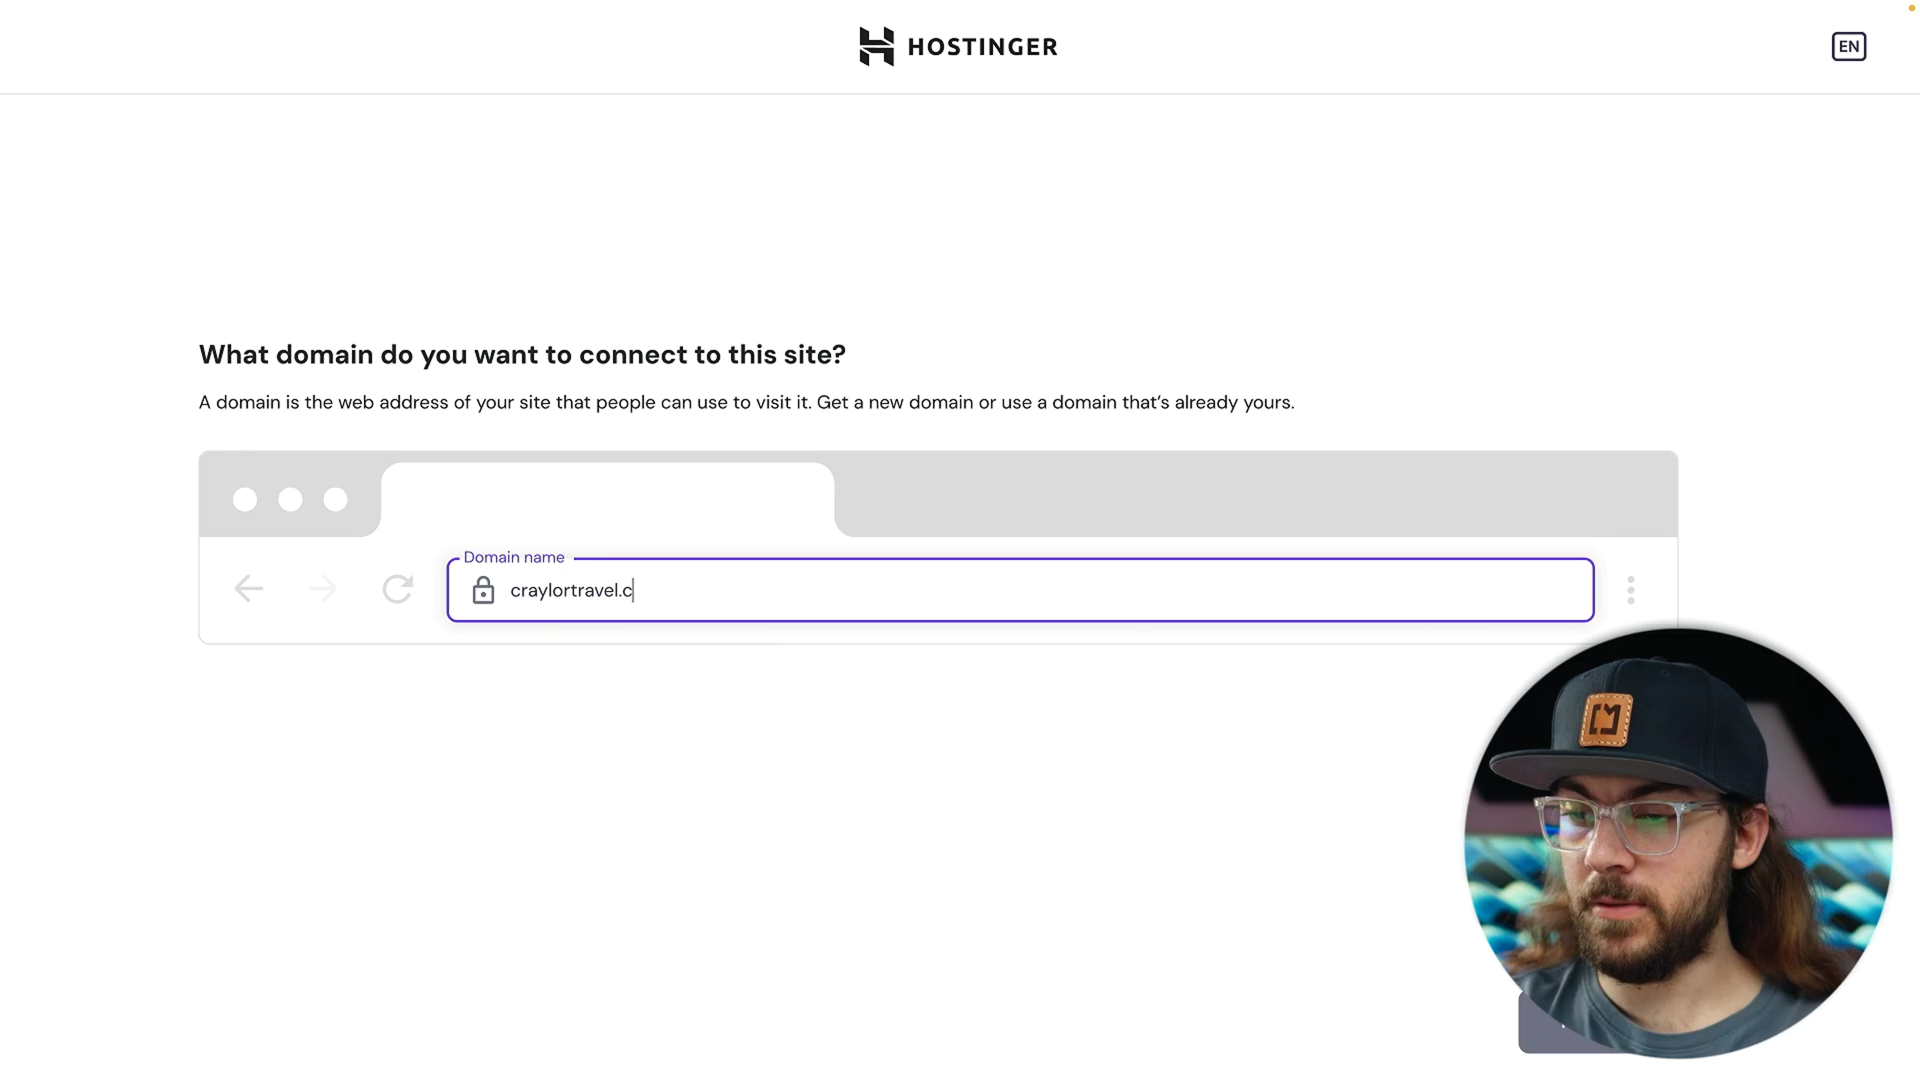 HOSTINGER
EN
What domain do you want to connect to this site?
A domain is the web address of your site that people can use to visit it. Get a new domain or use a domain that's already yours.
Domain name
craylortravel.c